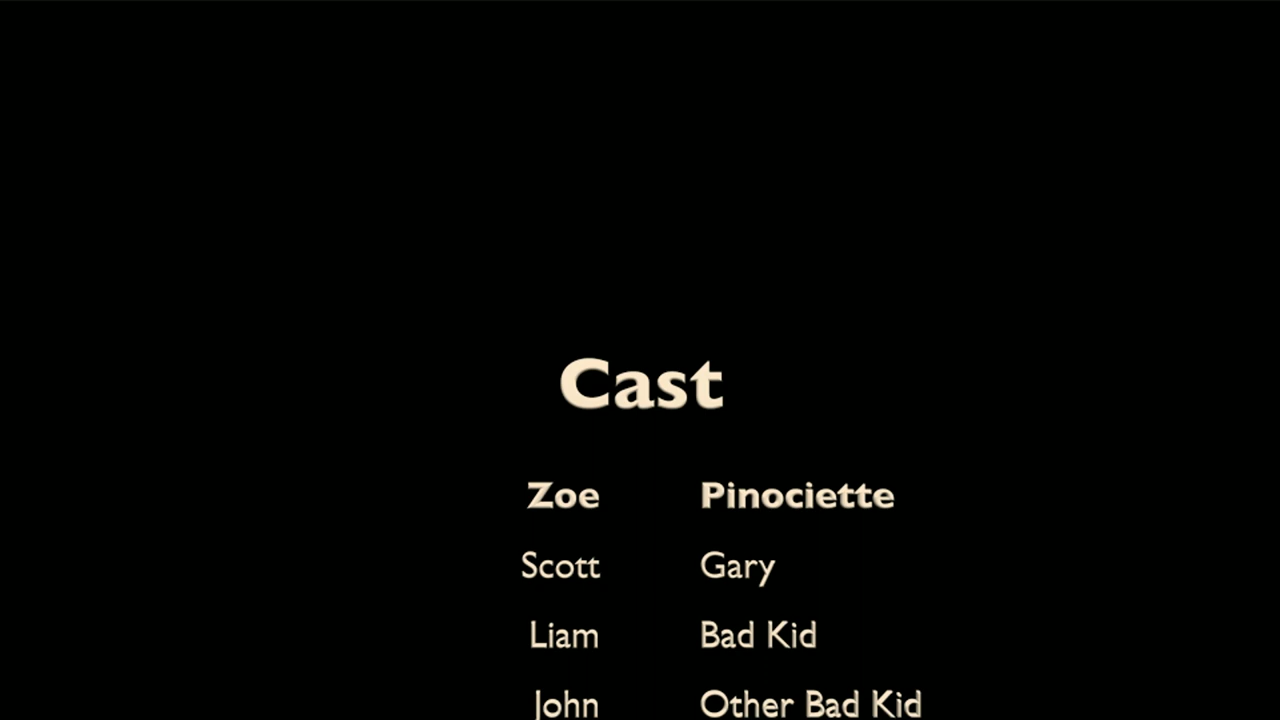 Cast
Zoe Pinociette
Scott Gary
Liam Bad Kid
John Other Bad Kid